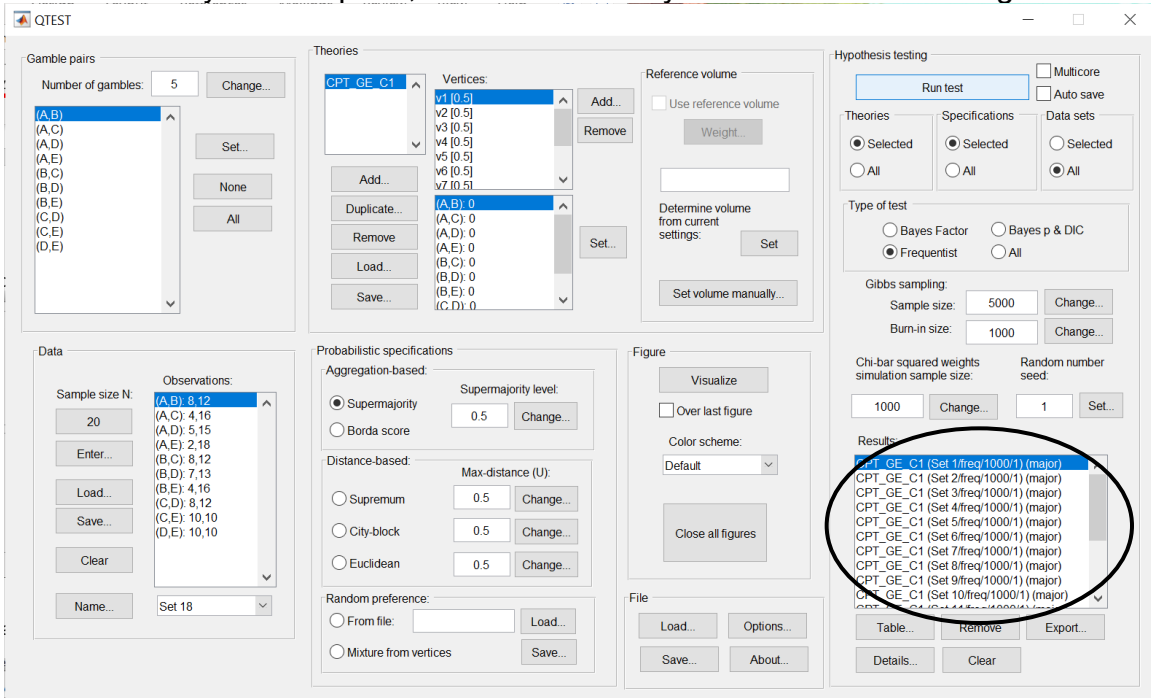 QTEST
Gamble pairs
Number of gambles:
5
Change...
(A,B)
(A,C)
(A,D)
(A,E)
(B,C)
(B,D)
(B,E)
(C,D)
(C,E)
(D,E)
Set...
None
All
Theories
CPT_GE_C1
Add...
Duplicate...
Remove
Load...
Save...
Vertices:
v1 [0.5]
v2 [0.5]
v3 [0.5]
v4 [0.5]
v5 [0.5]
v6 [0.5]
v7 [0.5]
Add...
Remove
(A,B): 0
(A,C): 0
(A,D): 0
(A,E): 0
(B,C): 0
(B,D): 0
(B,E): 0
(C,D): 0
Set...
Reference volume
Use reference volume
Weight...
Determine volume
from current
settings:
Set
Set volume manually...
Hypothesis testing
Run test
Multicore
Auto save
Theories
Selected
All
Specifications
Selected
All
Data sets
Selected
All
Type of test
Bayes Factor
Bayes p & DIC
Frequentist
All
Gibbs sampling:
Sample size:
5000
Change...
Burn-in size:
1000
Change...
Chi-bar squared weights
simulation sample size:
1000
Change...
Random number
seed:
1
Set...
Results:
CPT_GE_C1 (Set 1/freq/1000/1) (major)
CPT_GE_C1 (Set 2/freq/1000/1) (major)
CPT_GE_C1 (Set 3/freq/1000/1) (major)
CPT_GE_C1 (Set 4/freq/1000/1) (major)
CPT_GE_C1 (Set 5/freq/1000/1) (major)
CPT_GE_C1 (Set 6/freq/1000/1) (major)
CPT_GE_C1 (Set 7/freq/1000/1) (major)
CPT_GE_C1 (Set 8/freq/1000/1) (major)
CPT_GE_C1 (Set 9/freq/1000/1) (major)
CPT_GE_C1 (Set 10/freq/1000/1) (major)
CPT_GE_C1 (Set 11/freq/1000/1) (major)
Table...
Remove
Export...
Details...
Clear
Data
Sample size N:
20
Enter...
Load...
Save...
Clear
Name...
Observations:
(A,B): 8,12
(A,C): 4,16
(A,D): 5,15
(A,E): 2,18
(B,C): 8,12
(B,D): 7,13
(B,E): 4,16
(C,D): 8,12
(C,E): 10,10
(D,E): 10,10
Set 18
Probabilistic specifications
Aggregation-based:
Supermajority
Borda score
Supermajority level:
0.5
Change...
Distance-based:
Max-distance (U):
Supremum
0.5
Change...
City-block
0.5
Change...
Euclidean
0.5
Change...
Random preference:
From file:
Load...
Mixture from vertices
Save...
Figure
Visualize
Over last figure
Color scheme:
Default
Close all figures
File
Load...
Options...
Save...
About...